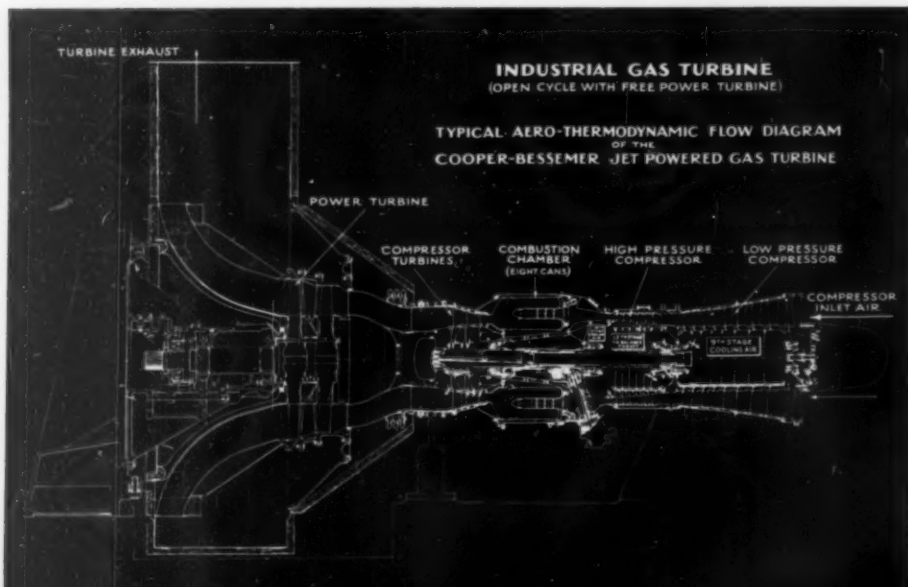 TURBINE EXHAUST
INDUSTRIAL GAS TURBINE
(OPEN CYCLE WITH FREE POWER TURBINE)
TYPICAL AERO-THERMODYNAMIC FLOW DIAGRAM
OF THE
COOPER-BESSEMER JET POWERED GAS TURBINE
POWER TURBINE
COMPRESSOR
TURBINES
COMBUSTION
CHAMBER
(EIGHT CANS)
HIGH PRESSURE
COMPRESSOR
LOW PRESSURE
COMPRESSOR
COMPRESSOR
INLET AIR
9TH STAGE
COOLING AIR